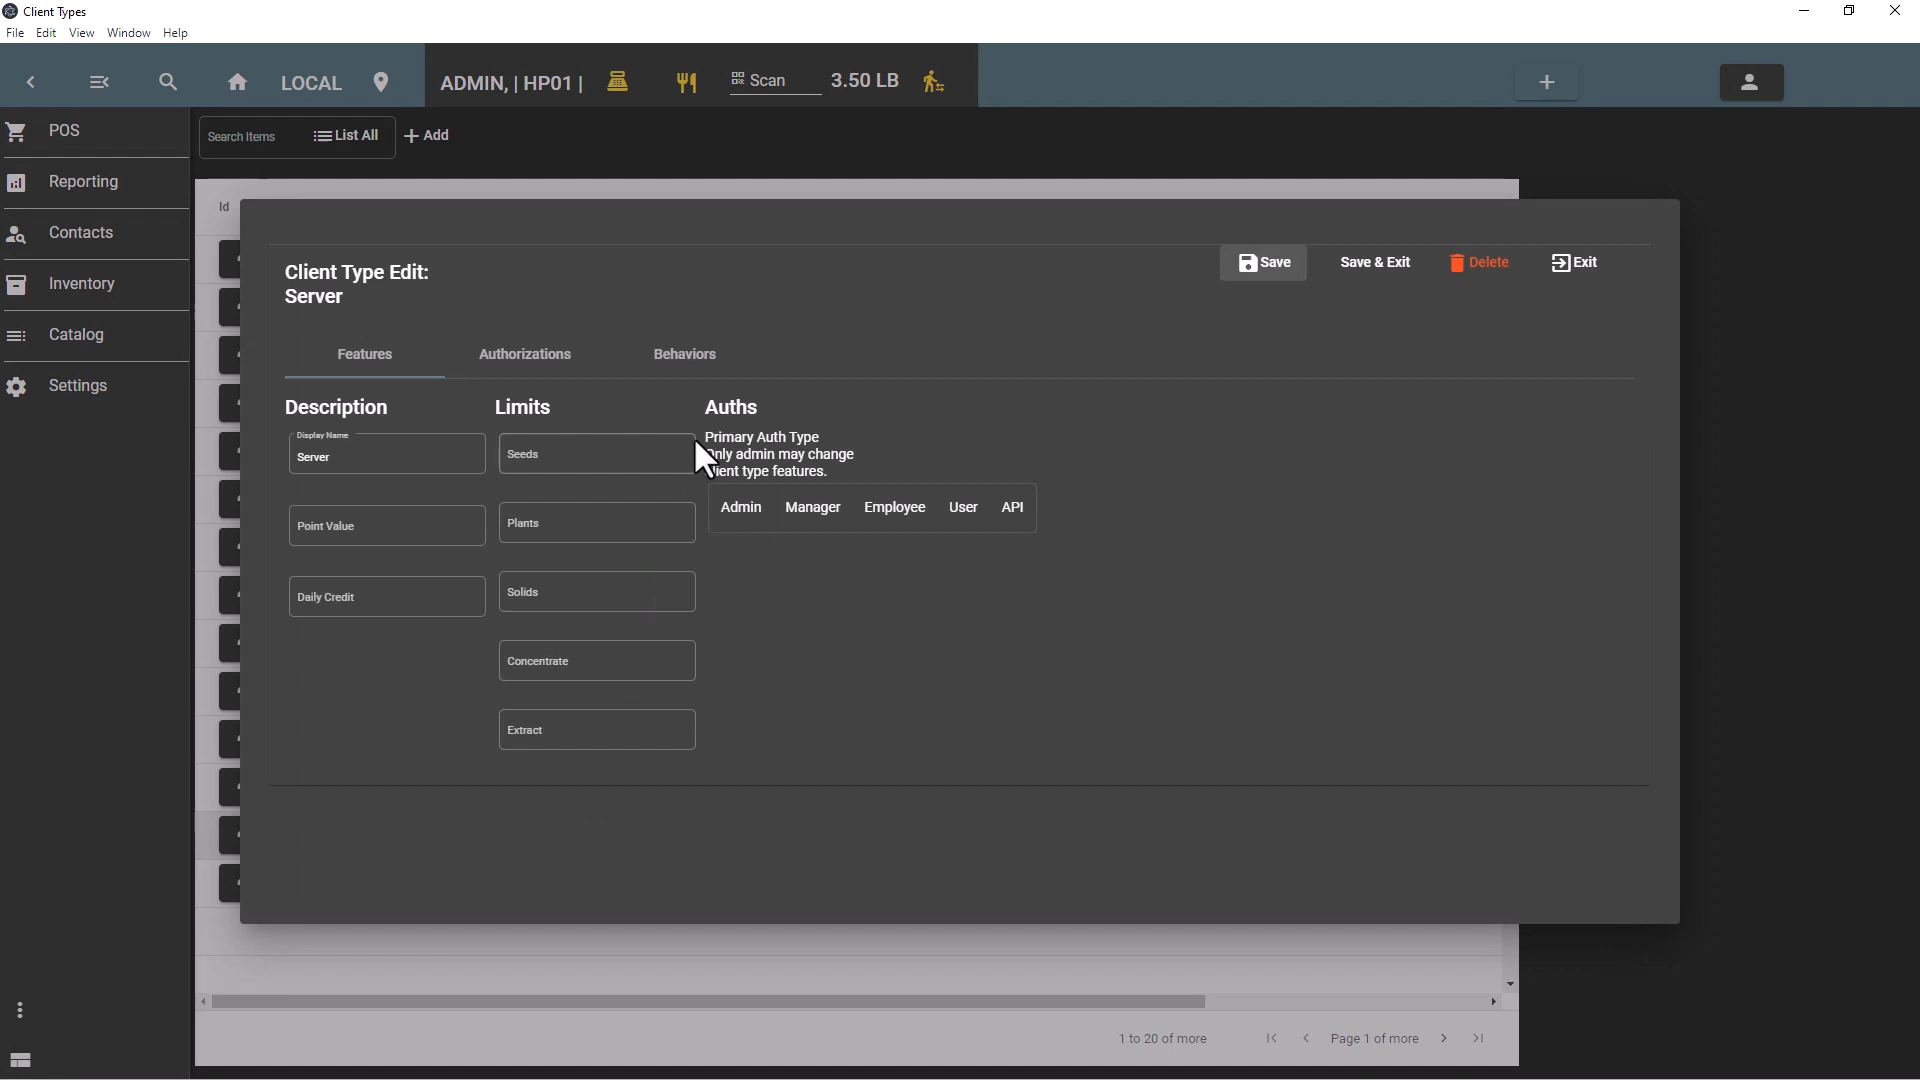 Client Types
File Edit View Window Help
LOCAL
ADMIN, | HP01 |
Scan
3.50 LB
POS
Reporting
Contacts
Inventory
Catalog
Settings
Search Items
List All
Add
Id
Client Type Edit:
Server
Save
Save & Exit
Delete
Exit
Features
Authorizations
Behaviors
Description
Display Name
Server
Point Value
Daily Credit
Limits
Seeds
Plants
Solids
Concentrate
Extract
Auths
Primary Auth Type
may change
type features.
Admin Manager Employee User API
1 to 20 of more
Page 1 of more